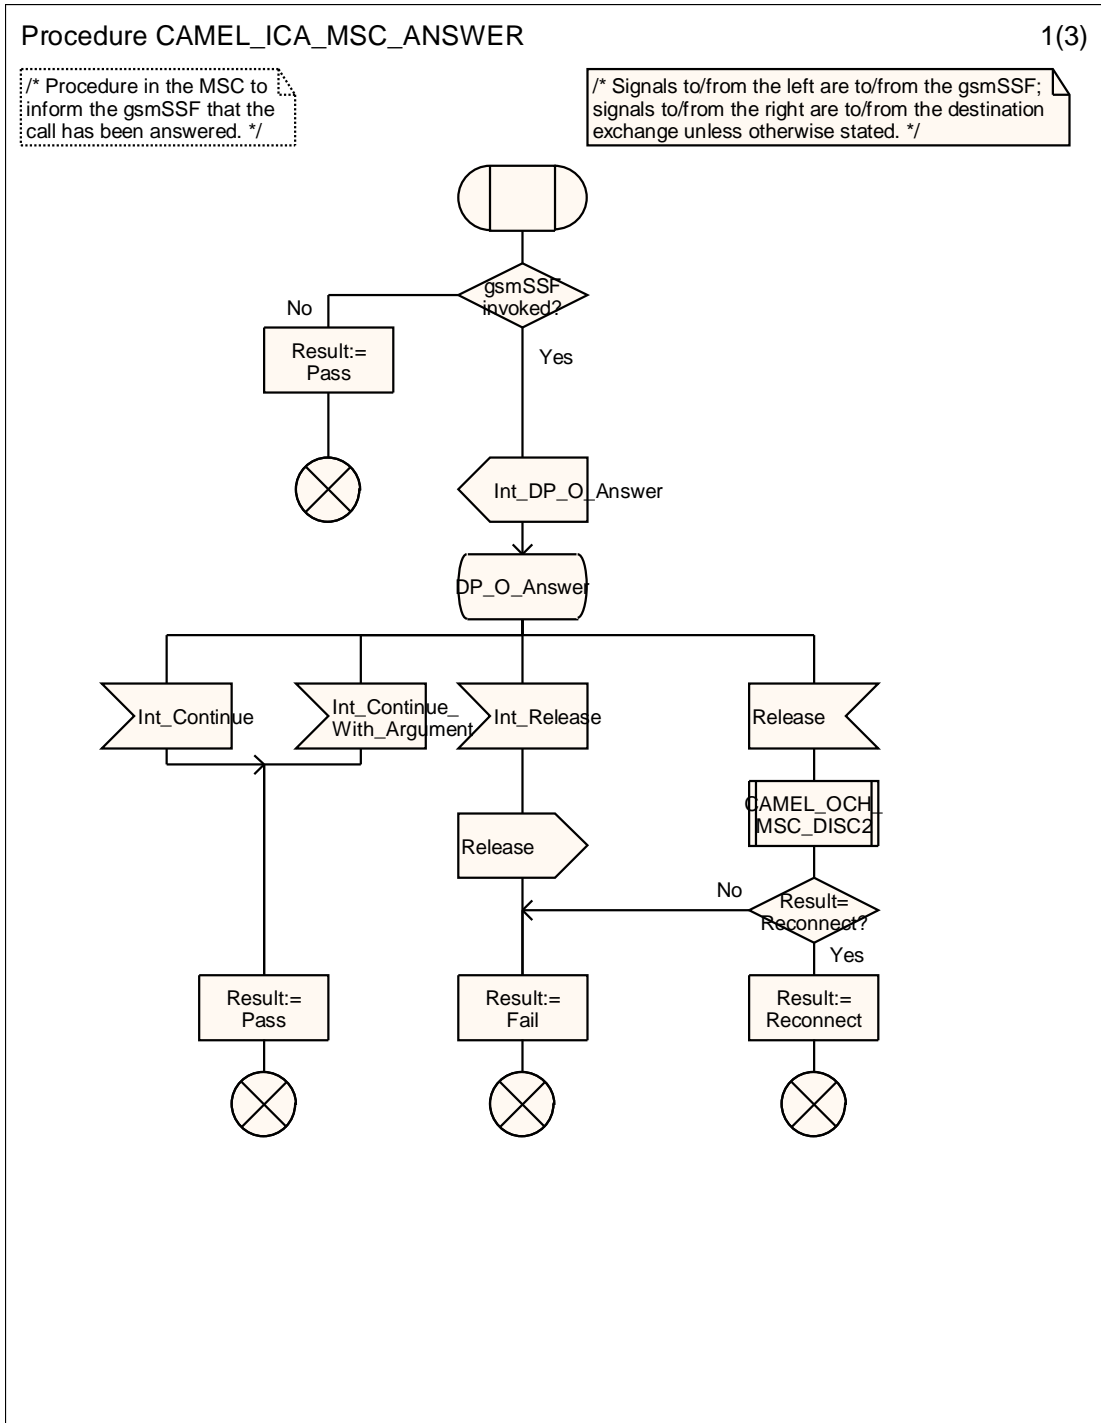 Procedure CAMEL_ICA_MSC_ANSWER
1(3)
/* Procedure in the MSC to
inform the gsmSSF that the
call has been answered. */
/* Signals to/from the left are to/from the gsmSSF;
signals to/from the right are to/from the destination
exchange unless otherwise stated. */
gsmSSF
invoked?
No
Yes
Result:=
Pass
Int_DP_O_Answer
DP_O_Answer
Int_Continue
Int_Continue_
With_Argument
Int_Release
Release
CAMEL_OCH_
MSC_DISC2
Release
No
Result=
Reconnect?
Yes
Result:=
Pass
Result:=
Fail
Result:=
Reconnect